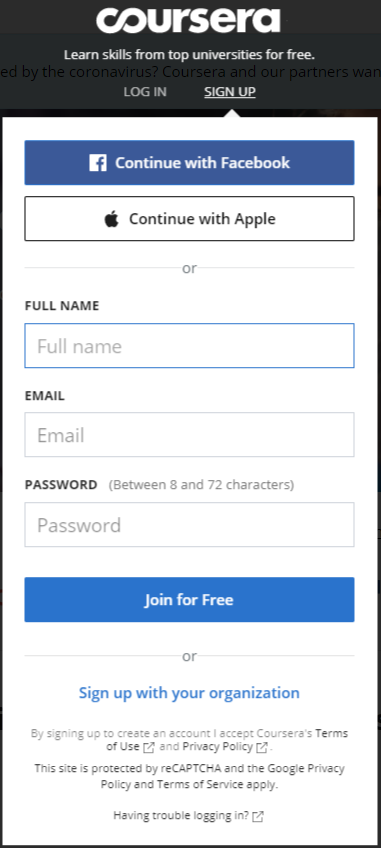 coursera
Learn skills from top universities for free.
ed by the coronavirus? Coursera and our partners wan
LOG IN SIGN UP
Continue with Facebook
Continue with Apple
or
FULL NAME
Full name
EMAIL
Email
PASSWORD (Between 8 and 72 characters)
Password
Join for Free
or
Sign up with your organization
By signing up to create an account I accept Coursera's Terms
of Use and Privacy Policy.
This site is protected by reCAPTCHA and the Google Privacy
Policy and Terms of Service apply.
Having trouble logging in?